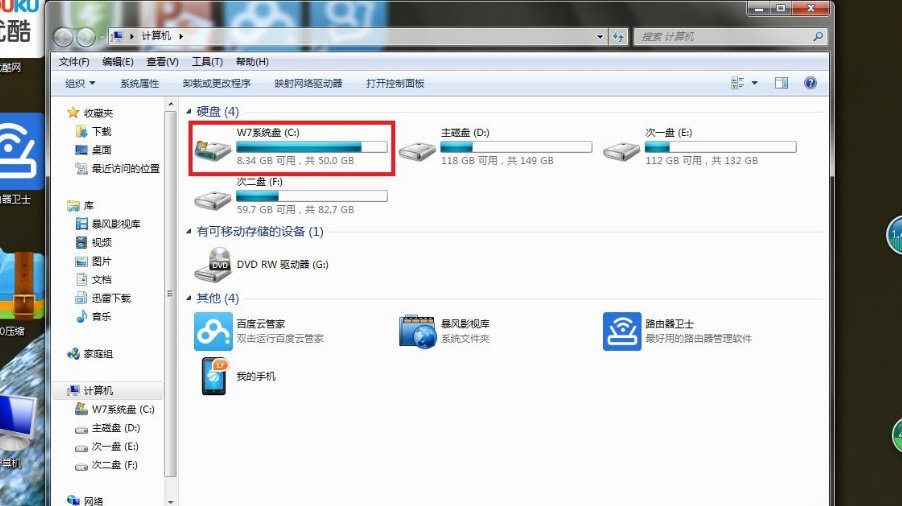 优酷
酷网
计算机
搜索 计算机
文件(F) 编辑(E) 查看(V) 工具(T) 帮助(H)
组织 系统属性 卸载或更改程序 映射网络驱动器 打开控制面板
收藏夹
下载
桌面
最近访问的位置
库
暴风影视库
视频
图片
文档
迅雷下载
音乐
家庭组
计算机
W7系统盘 (C:)
主磁盘 (D:)
次一盘 (E:)
次二盘 (F:)
网络
硬盘 (4)
W7系统盘 (C:)
8.34 GB 可用，共 50.0 GB
主磁盘 (D:)
118 GB 可用，共 149 GB
次一盘 (E:)
112 GB 可用，共 132 GB
次二盘 (F:)
59.7 GB 可用，共 82.7 GB
有可移动存储的设备 (1)
DVD
DVD RW 驱动器 (G:)
其他 (4)
百度云管家
双击运行百度云管家
暴风影视库
系统文件夹
路由器卫士
最好用的路由器管理软件
17
我的手机
器卫士
0压缩
算机